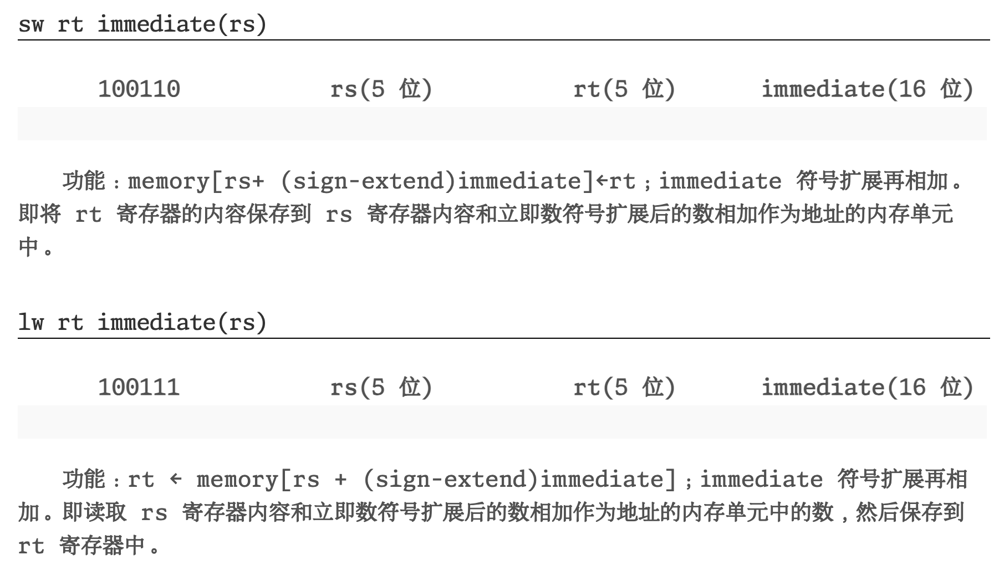 sw rt immediate(rs)
100110 rs(5 位) rt(5 位) immediate(16 位)
功能：memory[rs+ (sign-extend)immediate]←rt；immediate 符号扩展再相加。
即将 rt 寄存器的内容保存到 rs 寄存器内容和立即数符号扩展后的数相加作为地址的内存单元
中。
lw rt immediate(rs)
100111 rs(5 位) rt(5 位) immediate(16 位)
功能：rt ← memory[rs + (sign-extend)immediate]；immediate 符号扩展再相
加。即读取 rs 寄存器内容和立即数符号扩展后的数相加作为地址的内存单元中的数，然后保存到
rt 寄存器中。